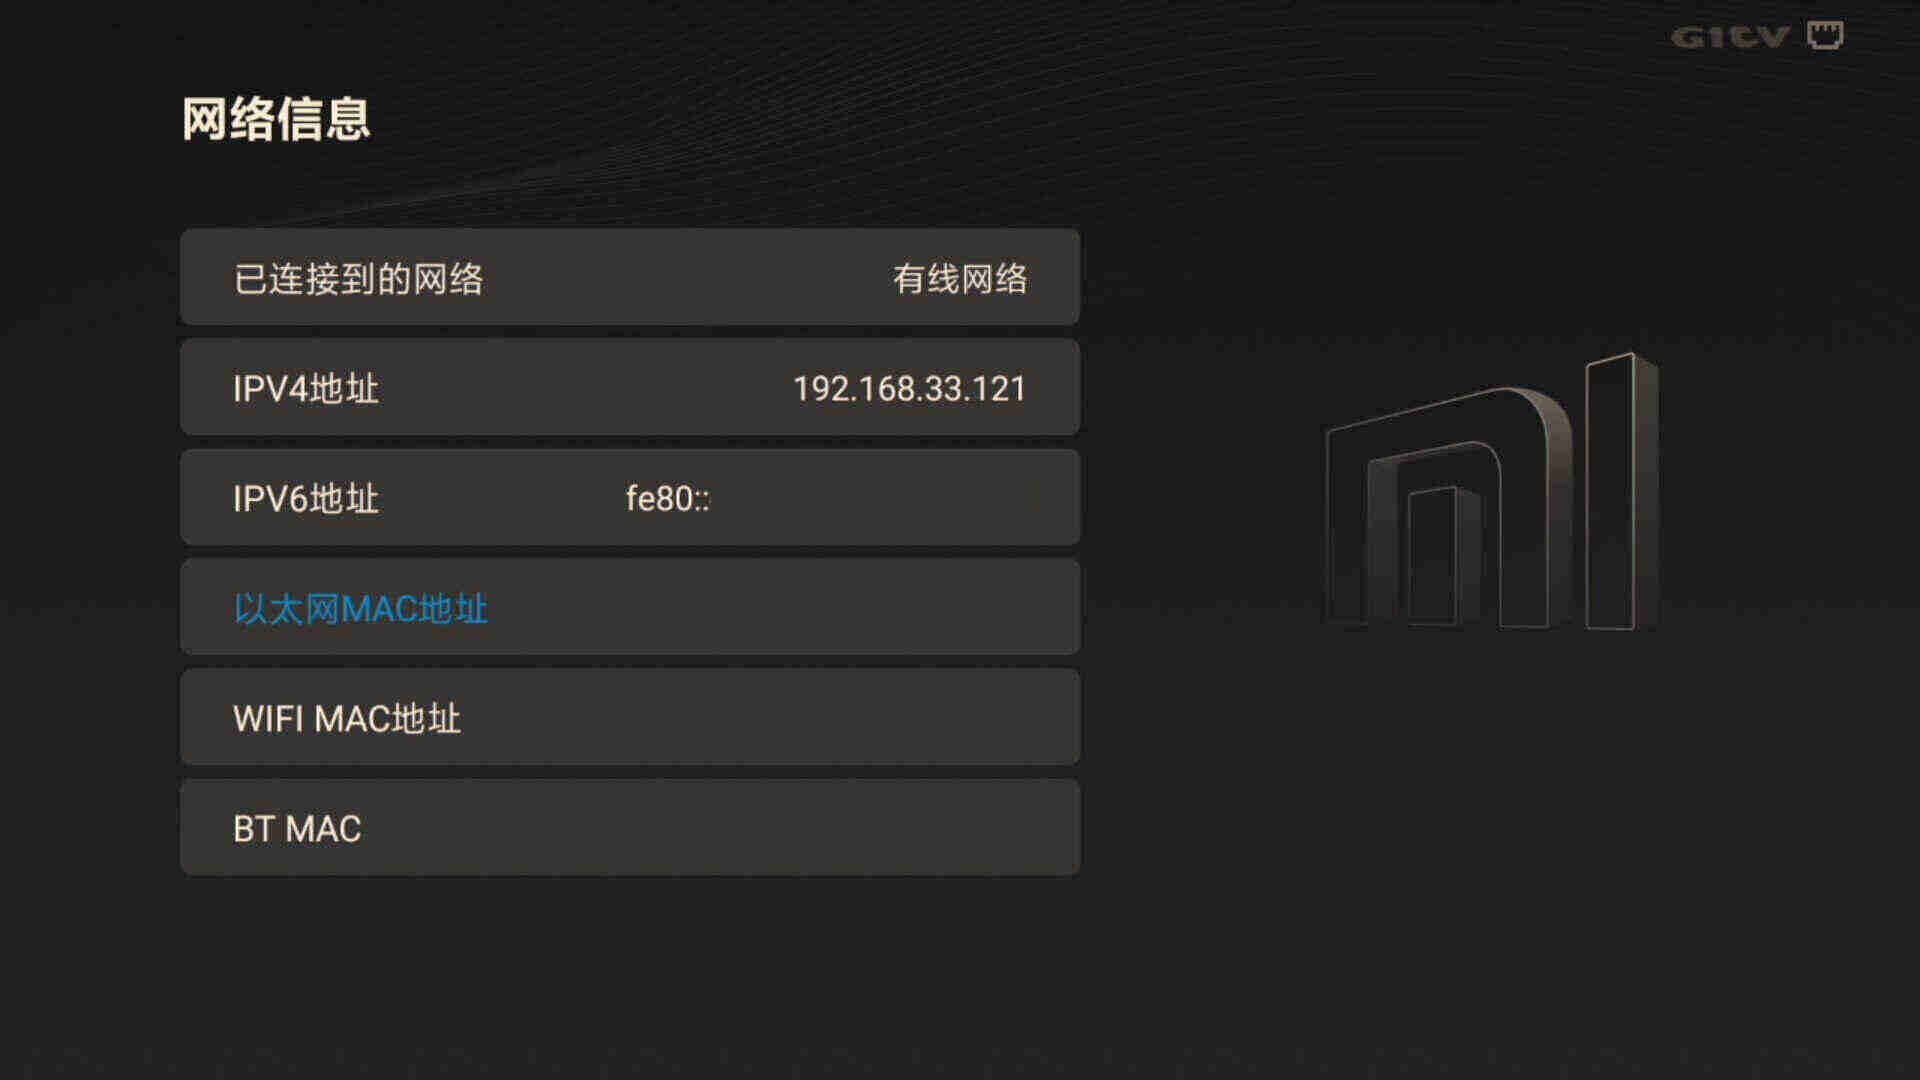 GITV
网络信息
已连接到的网络 有线网络
IPV4地址 192.168.33.121
IPV6地址 fe80::
以太网MAC地址
WIFI MAC地址
BT MAC